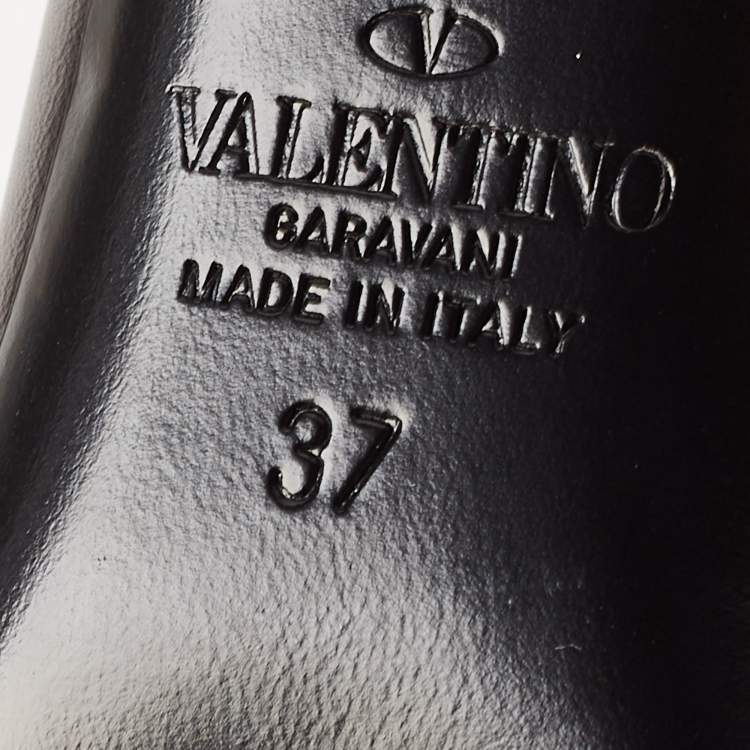 V
VALENTINO
GARAVANI
MADE IN ITALY
37